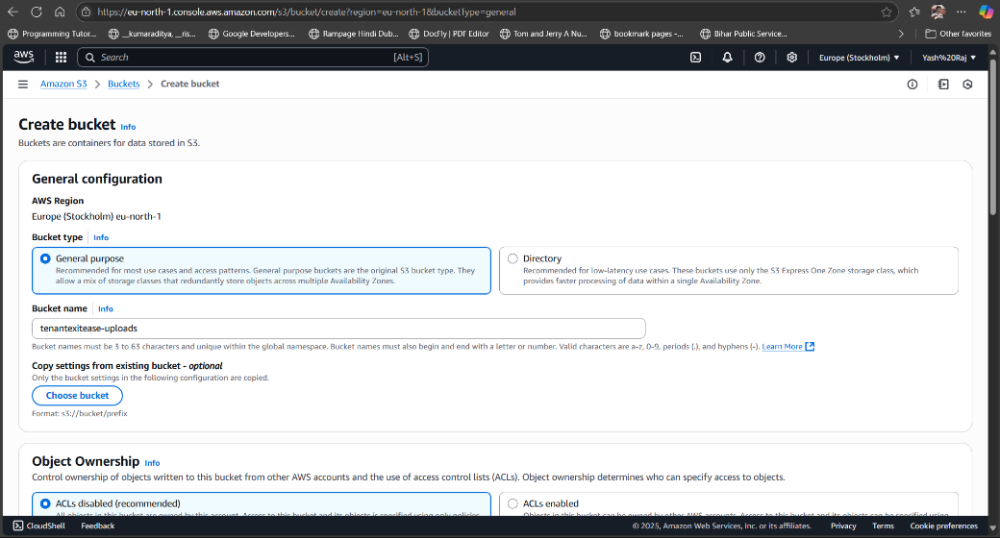 https://eu-north-1.console.aws.amazon.com/s3/bucket/create?region=eu-north-1&bucketType=general
Programming Tutor... __kumaraditya, __ris... Google Developers... Rampage Hindi Dub... DocFly | PDF Editor Tom and Jerry A Nu... bookmark pages -... Bihar Public Service... Other favorites
aws Search [Alt+S] Europe (Stockholm) Yash%20Raj
Amazon S3 Buckets Create bucket
Create bucket Info
Buckets are containers for data stored in S3.
General configuration
AWS Region
Europe (Stockholm) eu-north-1
Bucket type Info
General purpose
Recommended for most use cases and access patterns. General purpose buckets are the original S3 bucket type. They
allow a mix of storage classes that redundantly store objects across multiple Availability Zones.
Directory
Recommended for low-latency use cases. These buckets use only the S3 Express One Zone storage class, which
provides faster processing of data within a single Availability Zone.
Bucket name Info
tenantexitease-uploads
Bucket names must be 3 to 63 characters and unique within the global namespace. Bucket names must also begin and end with a letter or number. Valid characters are a-z, 0-9, periods (.), and hyphens (-). Learn More
Copy settings from existing bucket - optional
Only the bucket settings in the following configuration are copied.
Choose bucket
Format: s3://bucket/prefix
Object Ownership Info
Control ownership of objects written to this bucket from other AWS accounts and the use of access control lists (ACLs). Object ownership determines who can specify access to objects.
ACLs disabled (recommended)
All objects in this bucket are owned by this account. Access to this bucket and its objects is specified using only policies.
ACLs enabled
Objects in this bucket can be owned by other AWS accounts. Access to this bucket and its objects can be specified using
CloudShell Feedback © 2025, Amazon Web Services, Inc. or its affiliates. Privacy Terms Cookie preferences